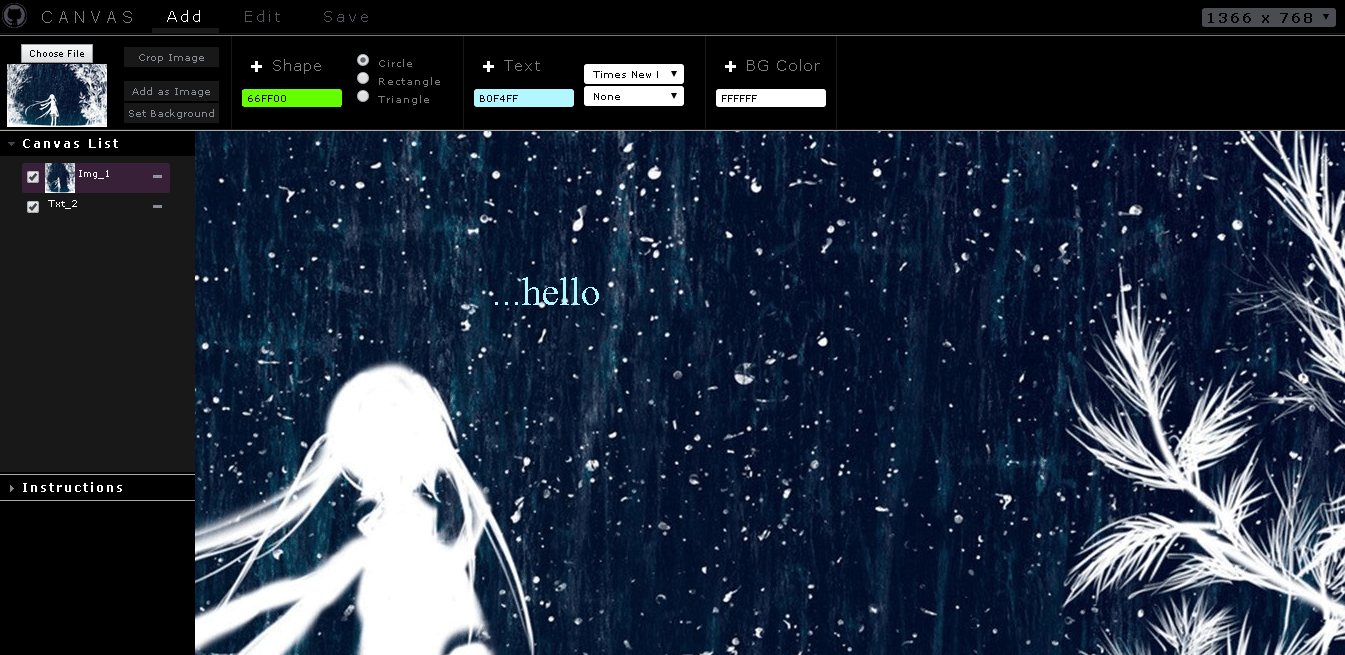 CANVAS Add Edit Save 1366 x 768
Choose File
Crop Image
Add as Image
Set Background
Shape
66FF00
Circle
Rectangle
Triangle
Text
B0F4FF
Times New
None
BG Color
FFFFFF
Canvas List
Img_1
Txt_2
Instructions
...hello